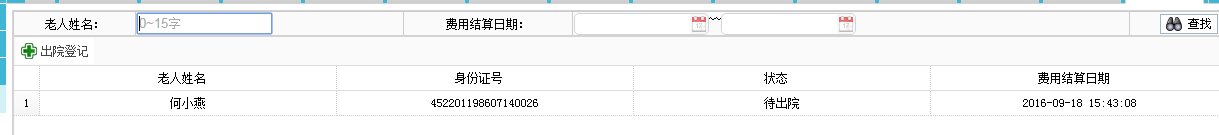 老人姓名： 0~15字 费用结算日期： ~ 查找
出院登记
老人姓名 身份证号 状态 费用结算日期
1 何小燕 452201198607140026 待出院 2016-09-18 15:43:08